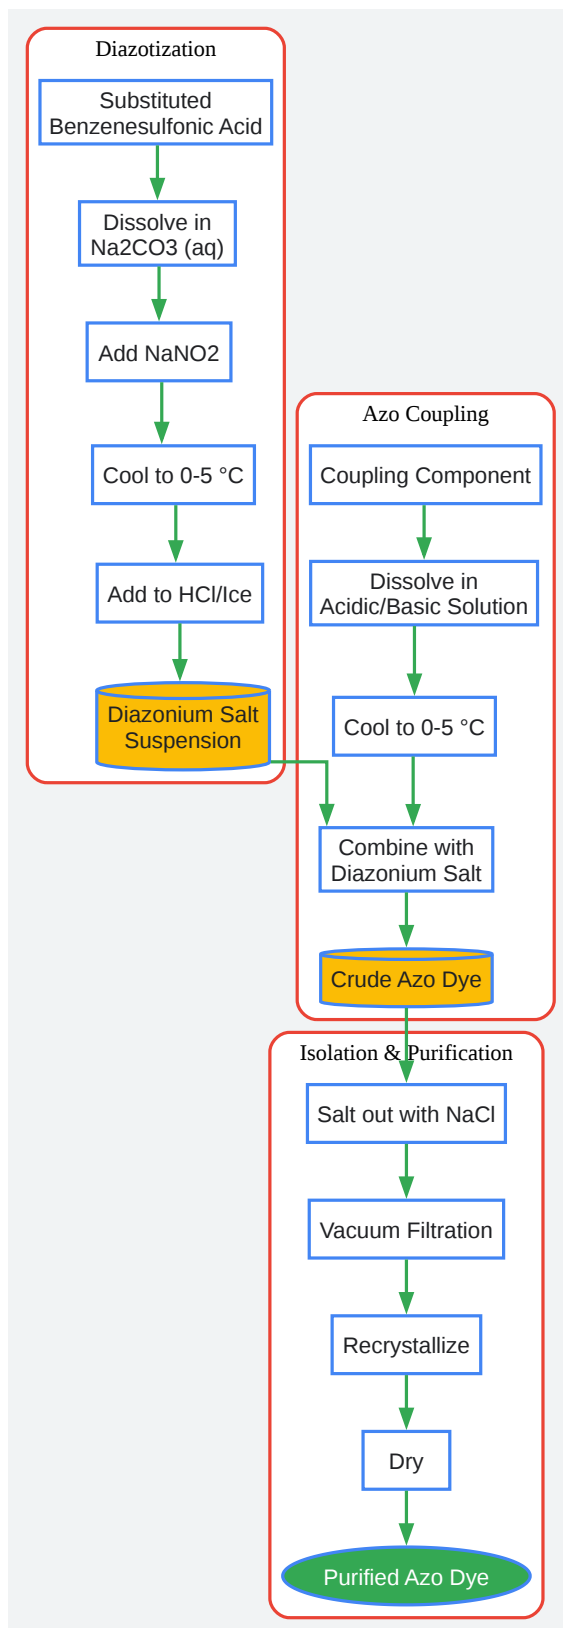 Diazotization
Substituted
Benzenesulfonic Acid
Dissolve in
Na2CO3 (aq)
Add NaNO2
Cool to 0-5 °C
Add to HCl/Ice
Diazonium Salt
Suspension
Azo Coupling
Coupling Component
Dissolve in
Acidic/Basic Solution
Cool to 0-5 °C
Combine with
Diazonium Salt
Crude Azo Dye
Isolation & Purification
Salt out with NaCl
Vacuum Filtration
Recrystallize
Dry
Purified Azo Dye